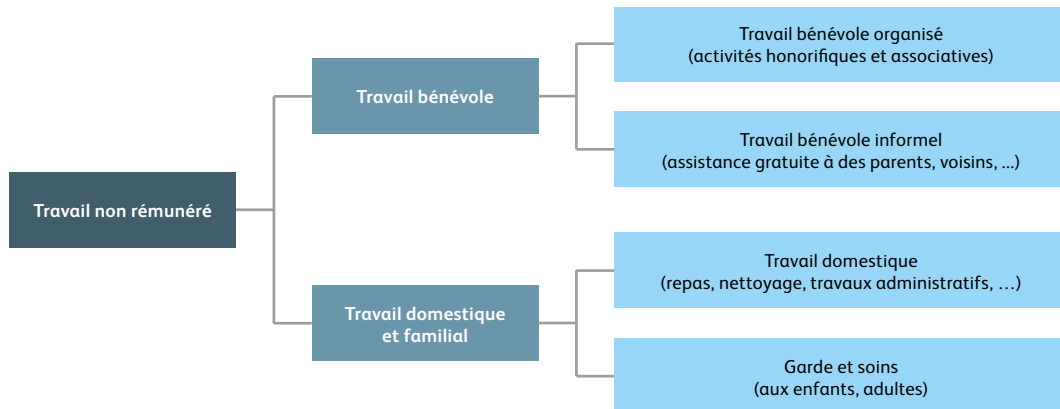 Travail non rémunéré
Travail bénévole
Travail bénévole organisé
(activités honorifiques et associatives)
Travail bénévole informel
(assistance gratuite à des parents, voisins, ...)
Travail domestique
et familial
Travail domestique
(repas, nettoyage, travaux administratifs, …)
Garde et soins
(aux enfants, adultes)